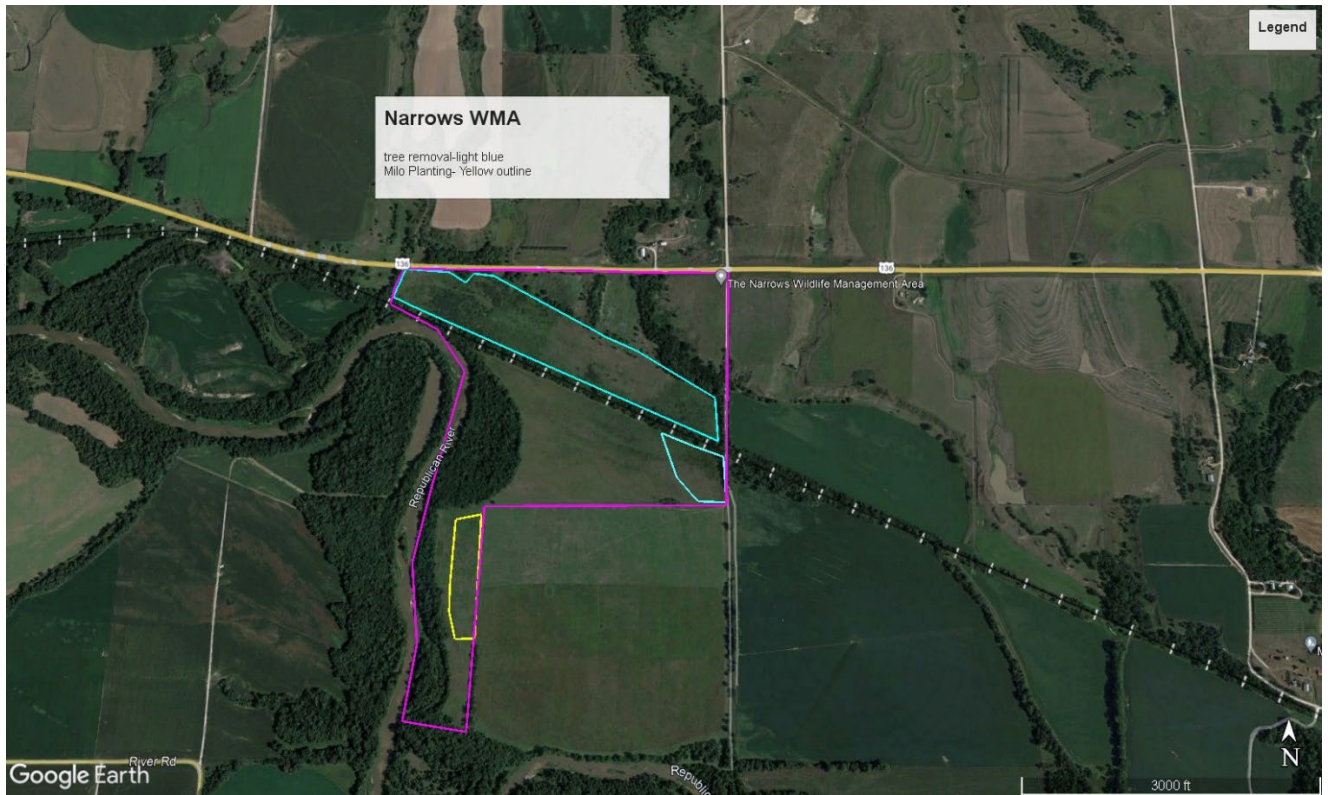 Legend
Narrows WMA
tree removal-light blue
Milo Planting- Yellow outline
136
136
The Narrows Wildlife Management Area
Republican River
M
River Rd
Republ
Google Earth
N
3000 ft